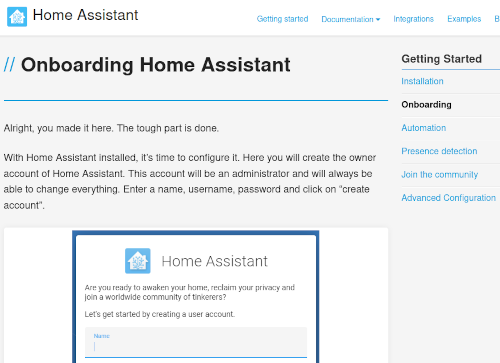 Home Assistant
Getting started
Documentation
Integrations
Examples
B
// Onboarding Home Assistant
Alright, you made it here. The tough part is done.
With Home Assistant installed, it's time to configure it. Here you will create the owner
account of Home Assistant. This account will be an administrator and will always be
able to change everything. Enter a name, username, password and click on “create
account”.
Home Assistant
Are you ready to awaken your home, reclaim your privacy and
join a worldwide community of tinkerers?
Let's get started by creating a user account.
Name
Getting Started
Installation
Onboarding
Automation
Presence detection
Join the community
Advanced Configuration